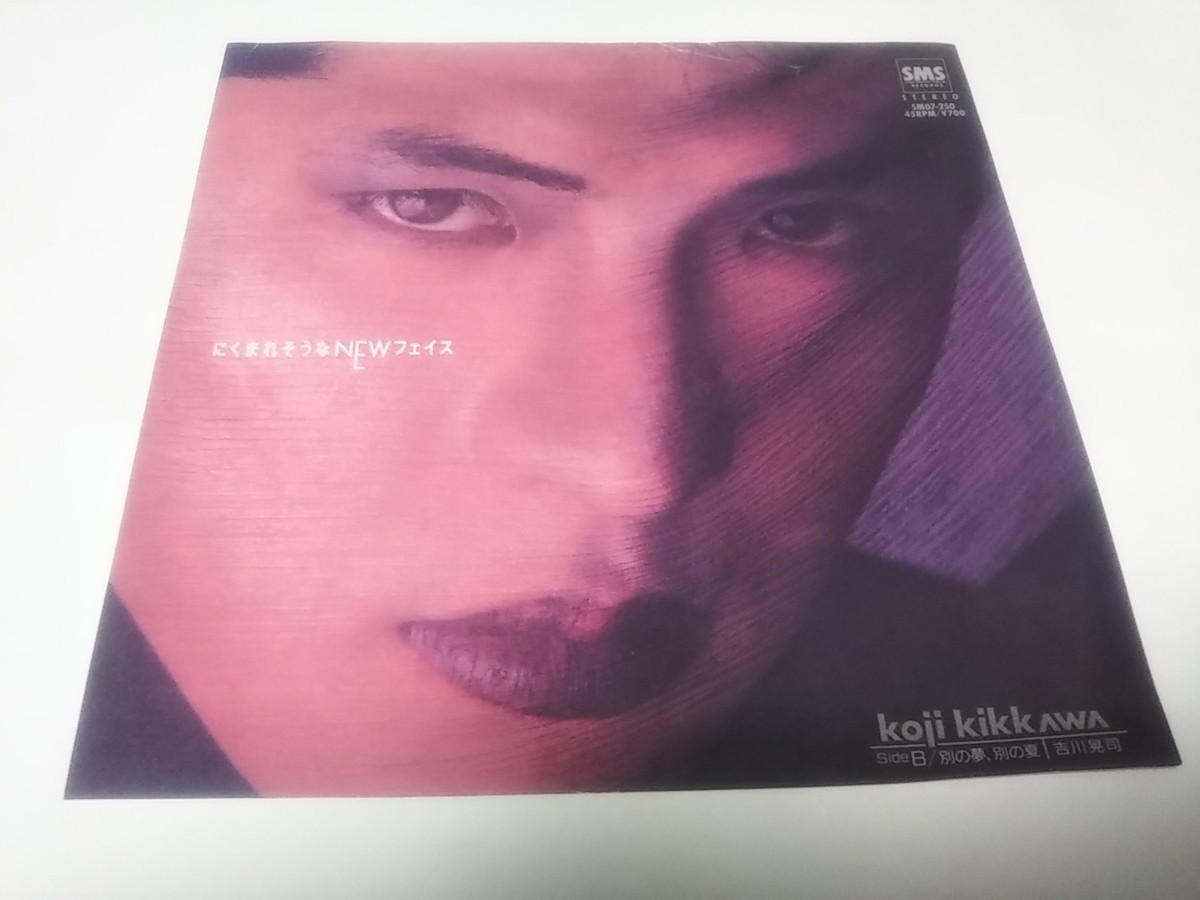 SMS
RECORDS
STEREO
SM07-250
45RPM/¥700
にくまれそうなNEWフェイス
koji kikkAWA
Side B/別の夢、別の夏|吉川晃司